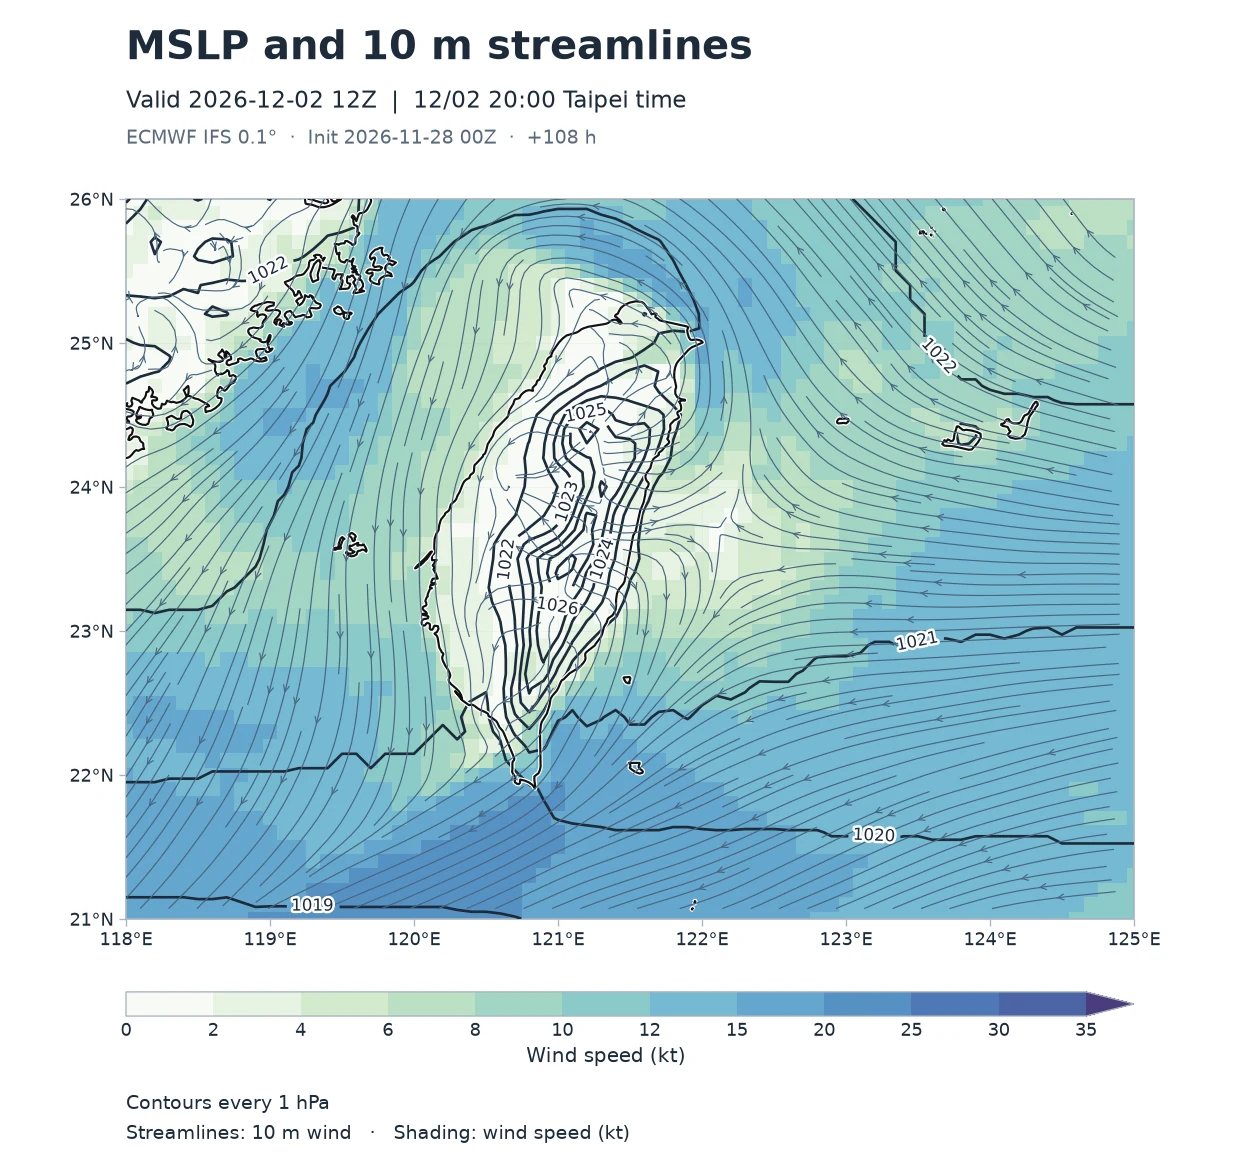 MSLP and 10 m streamlines
Valid 2026-12-02 12Z | 12/02 20:00 Taipei time
ECMWF IFS 0.1° · Init 2026-11-28 00Z · +108 h
26°N
25°N
24°N
23°N
22°N
21°N
1022
1022
1025
1023
1022
1024
1026
1021
1020
1019
118°E 119°E 120°E 121°E 122°E 123°E 124°E 125°E
0 2 4 6 8 10 12 15 20 25 30 35
Wind speed (kt)
Contours every 1 hPa
Streamlines: 10 m wind · Shading: wind speed (kt)